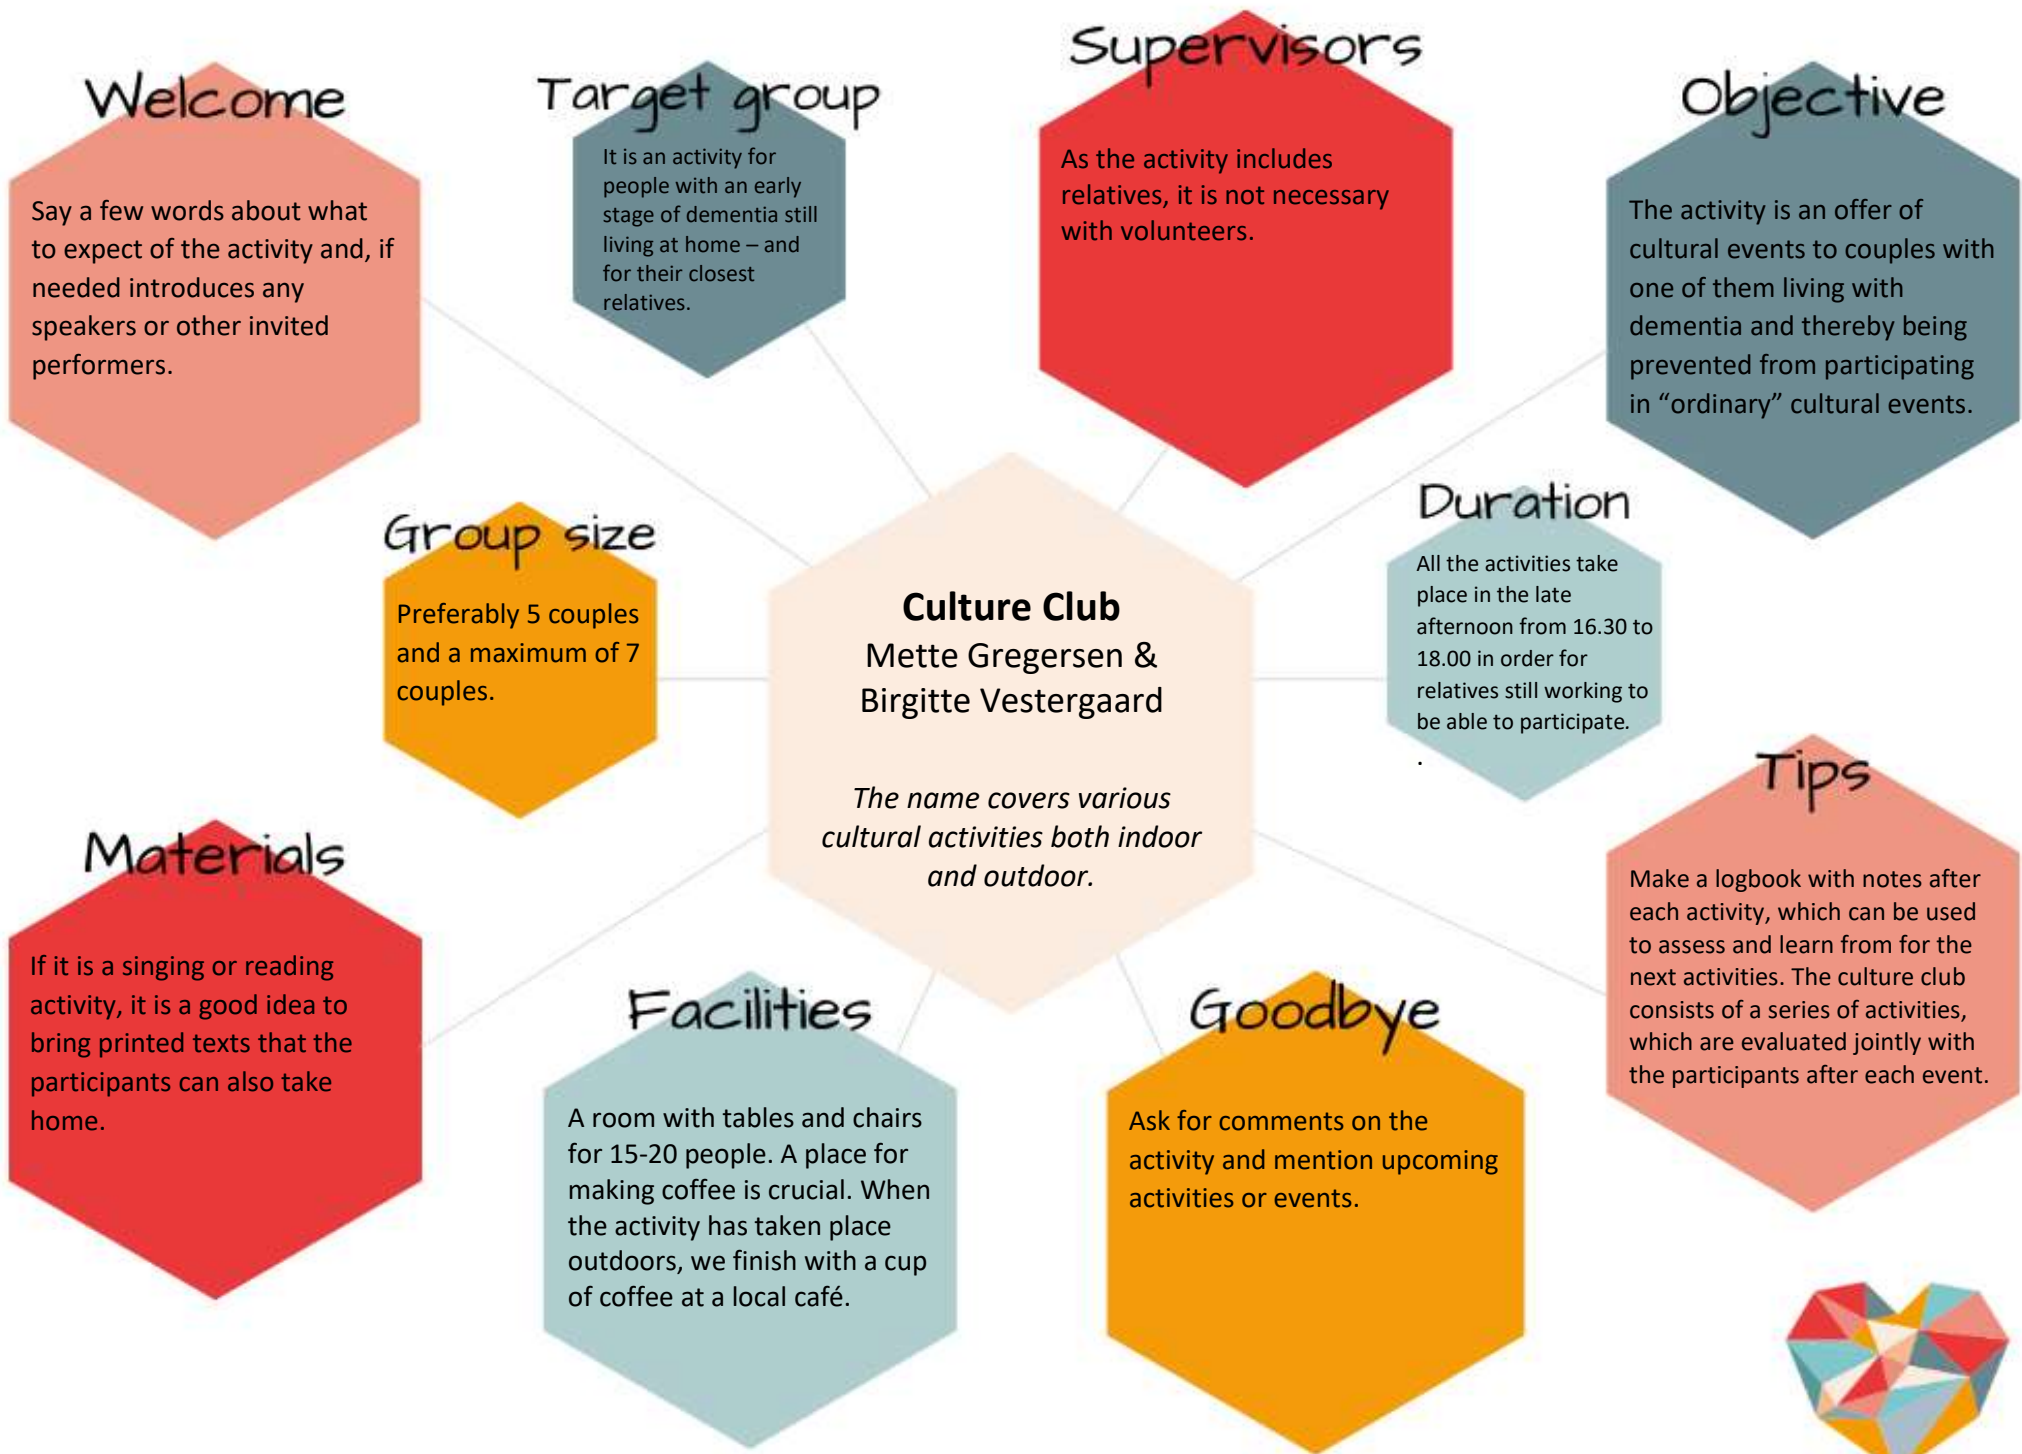 Welcome
Say a few words about what
to expect of the activity and, if
needed introduces any
speakers or other invited
performers.
Target group
It is an activity for
people with an early
stage of dementia still
living at home – and
for their closest
relatives.
Supervisors
As the activity includes
relatives, it is not necessary
with volunteers.
Objective
The activity is an offer of
cultural events to couples with
one of them living with
dementia and thereby being
prevented from participating
in “ordinary” cultural events.
Group size
Preferably 5 couples
and a maximum of 7
couples.
Culture Club
Mette Gregersen &
Birgitte Vestergaard
The name covers various
cultural activities both indoor
and outdoor.
Duration
All the activities take
place in the late
afternoon from 16.30 to
18.00 in order for
relatives still working to
be able to participate.
.
Materials
If it is a singing or reading
activity, it is a good idea to
bring printed texts that the
participants can also take
home.
Facilities
A room with tables and chairs
for 15-20 people. A place for
making coffee is crucial. When
the activity has taken place
outdoors, we finish with a cup
of coffee at a local café.
Goodbye
Ask for comments on the
activity and mention upcoming
activities or events.
Tips
Make a logbook with notes after
each activity, which can be used
to assess and learn from for the
next activities. The culture club
consists of a series of activities,
which are evaluated jointly with
the participants after each event.